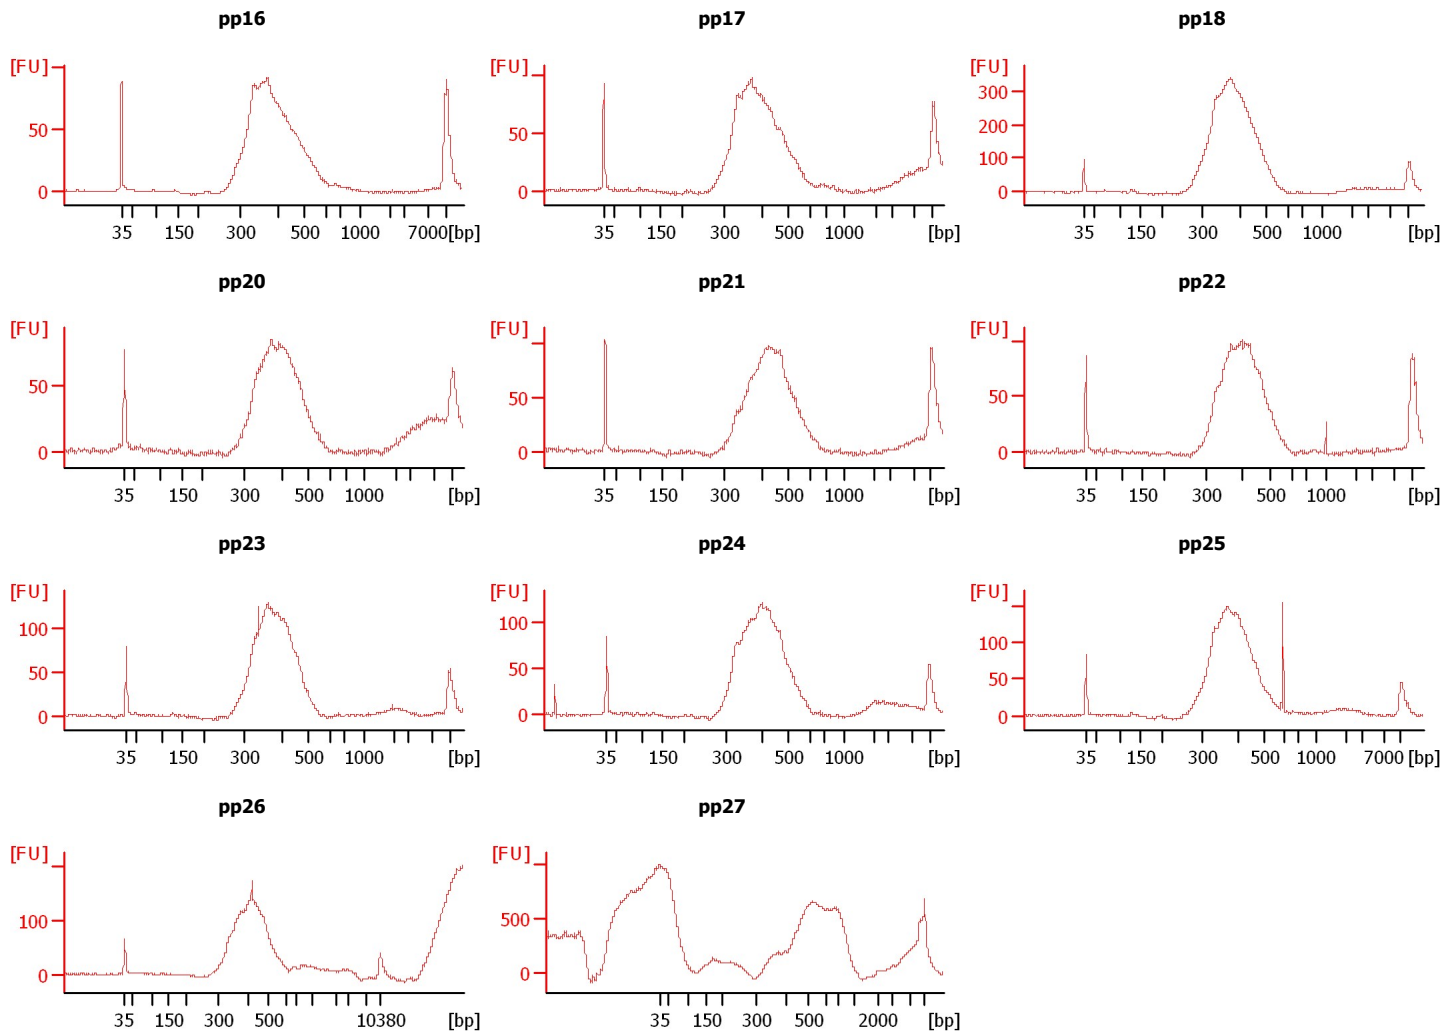 pp16 pp17 pp18
[FU] [FU] [FU]
300
50 50 200
100
0 0 0
35 150 300 500 1000 7000 [bp] 35 150 300 500 1000 [bp] 35 150 300 500 1000 [bp]
pp20 pp21 pp22
[FU] [FU] [FU]
50 50 50
0 0 0
35 150 300 500 1000 [bp] 35 150 300 500 1000 [bp] 35 150 300 500 1000 [bp]
pp23 pp24 pp25
[FU] [FU] [FU]
100 100 100
50 50 50
0 0 0
35 150 300 500 1000 [bp] 35 150 300 500 1000 [bp] 35 150 300 500 1000 7000 [bp]
pp26 pp27
[FU] [FU]
100 500
0 0
35 150 300 500 10380 [bp] 35 150 300 500 2000 [bp]